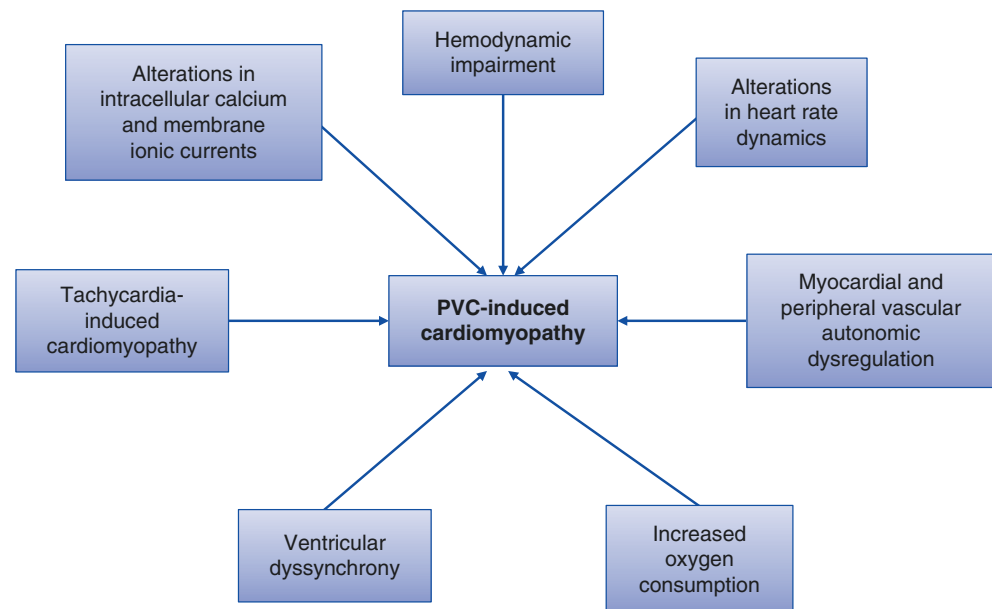 Hemodynamic
impairment
Alterations in
intracellular calcium
and membrane
ionic currents
Alterations
in heart rate
dynamics
Tachycardia-
induced
cardiomyopathy
PVC-induced
cardiomyopathy
Myocardial and
peripheral vascular
autonomic
dysregulation
Ventricular
dyssynchrony
Increased
oxygen
consumption